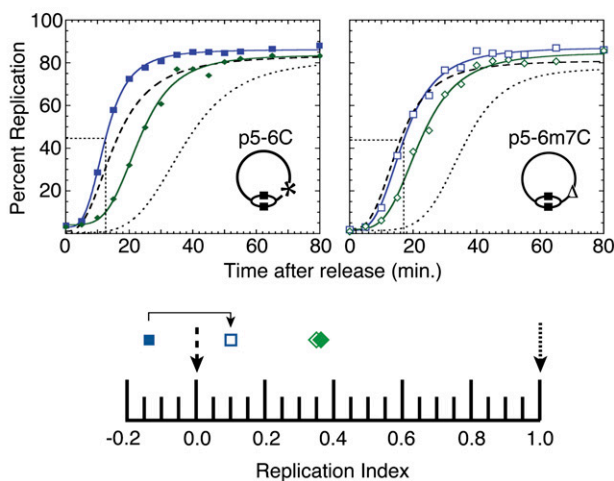 Percent Replication
100
80
60
40
20
p5-6C
*
p5-6m7C
0 20 40 60 80 0 20 40 60 80
Time after release (min.)
-0.2 0.0 0.2 0.4 0.6 0.8 1.0
Replication Index